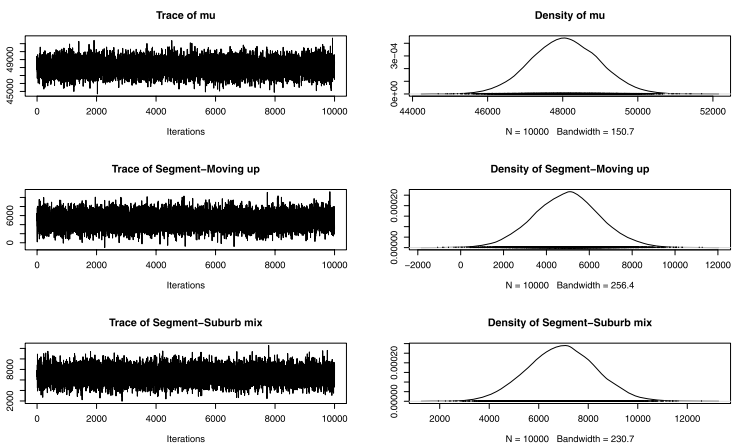 Trace of mu
45000 49000
0 2000 4000 6000 8000 10000
Iterations
Density of mu
0e+00 3e−04
44000 46000 48000 50000 52000
N = 10000 Bandwidth = 150.7
Trace of Segment−Moving up
0 6000
0 2000 4000 6000 8000 10000
Iterations
Density of Segment−Moving up
0.00000 0.00020
−2000 0 2000 4000 6000 8000 10000 12000
N = 10000 Bandwidth = 256.4
Trace of Segment−Suburb mix
2000 8000
0 2000 4000 6000 8000 10000
Iterations
Density of Segment−Suburb mix
0.00000 0.00020
2000 4000 6000 8000 10000 12000
N = 10000 Bandwidth = 230.7